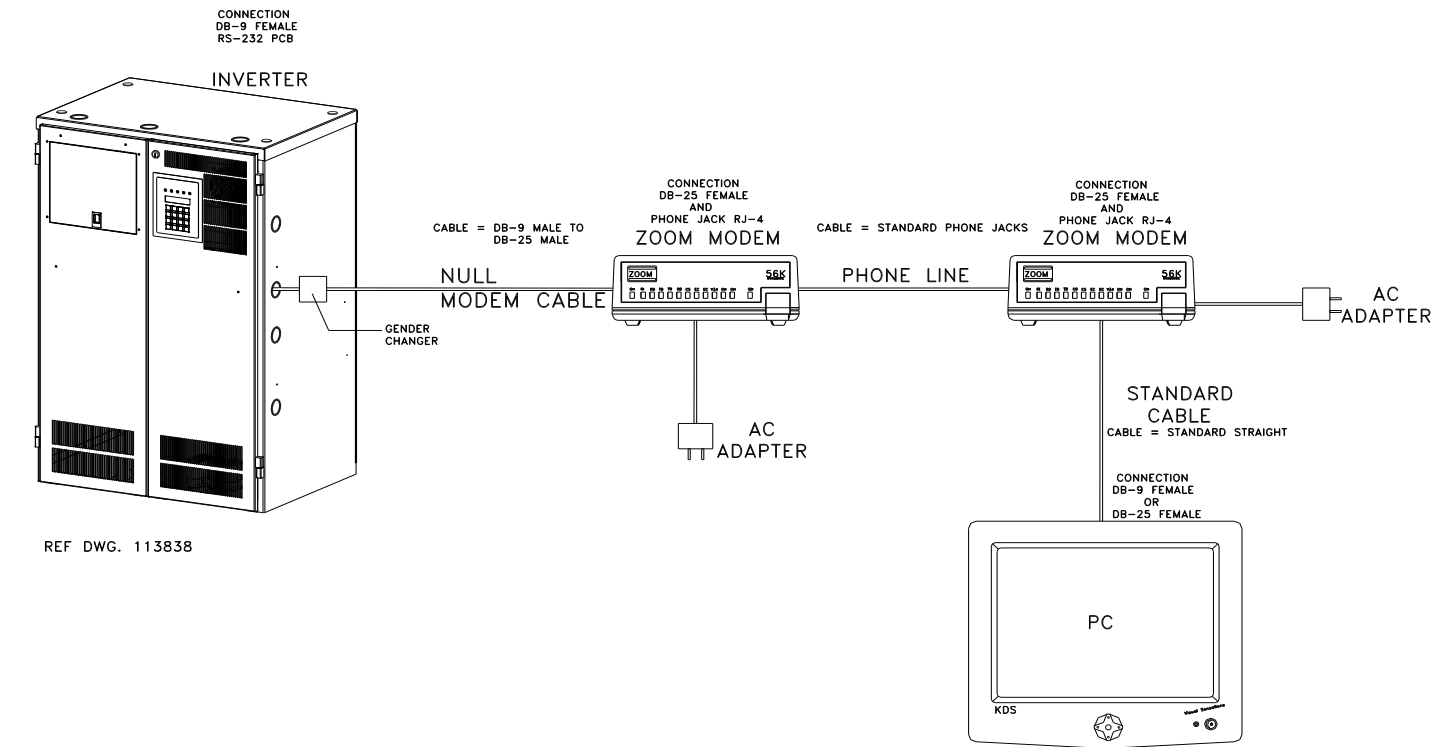 CONNECTION
DB-9 FEMALE
RS-232 PCB
INVERTER
CONNECTION
DB-25 FEMALE
AND
PHONE JACK RJ-4
ZOOM MODEM
CONNECTION
DB-25 FEMALE
AND
PHONE JACK RJ-4
ZOOM MODEM
CABLE = DB-9 MALE TO
DB-25 MALE
CABLE = STANDARD PHONE JACKS
NULL
MODEM CABLE
ZOOM
56K
PHONE LINE
ZOOM
56K
AC
ADAPTER
GENDER
CHANGER
AC
ADAPTER
STANDARD
CABLE
CABLE = STANDARD STRAIGHT
CONNECTION
DB-9 FEMALE
OR
DB-25 FEMALE
REF DWG. 113838
PC
KDS
Visual Sensations